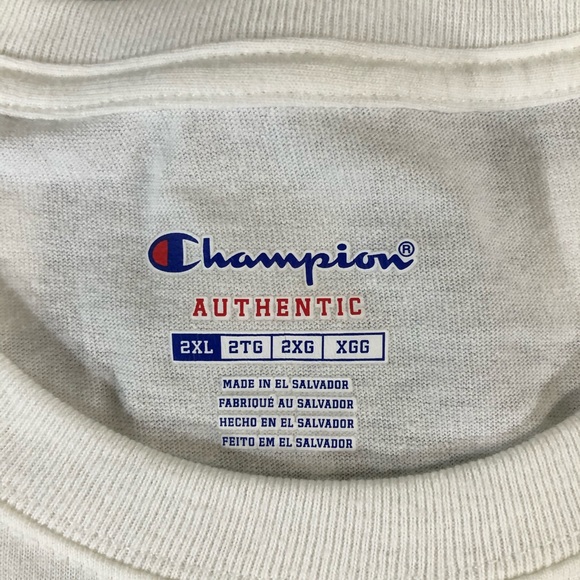 Champion®
AUTHENTIC
2XL 2TG 2XG XGG
MADE IN EL SALVADOR
FABRIQUÉ AU SALVADOR
HECHO EN EL SALVADOR
FEITO EM EL SALVADOR